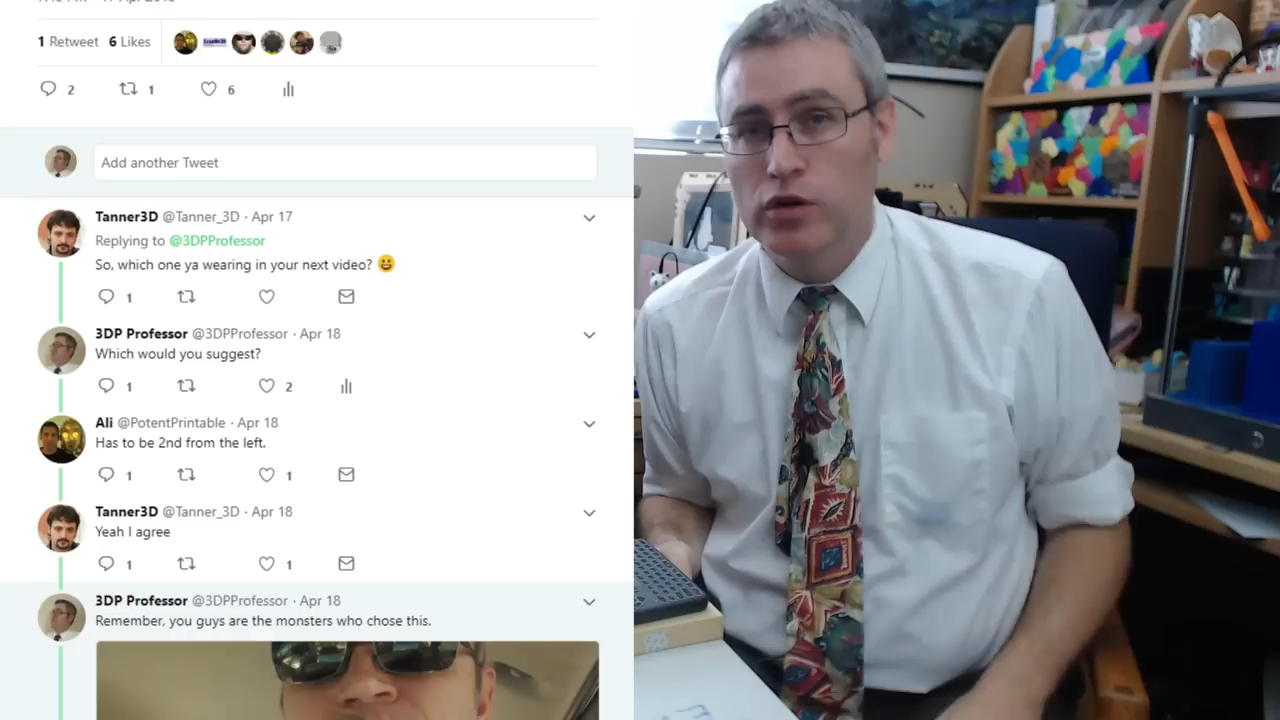 1 Retweet 6 Likes
2 1 6
Add another Tweet
Tanner3D @Tanner_3D · Apr 17
Replying to @3DPProfessor
So, which one ya wearing in your next video?
1
3DP Professor @3DPProfessor · Apr 18
Which would you suggest?
1 2
Ali @PotentPrintable · Apr 18
Has to be 2nd from the left.
1 1
Tanner3D @Tanner_3D · Apr 18
Yeah I agree
1 1
3DP Professor @3DPProfessor · Apr 18
Remember, you guys are the monsters who chose this.